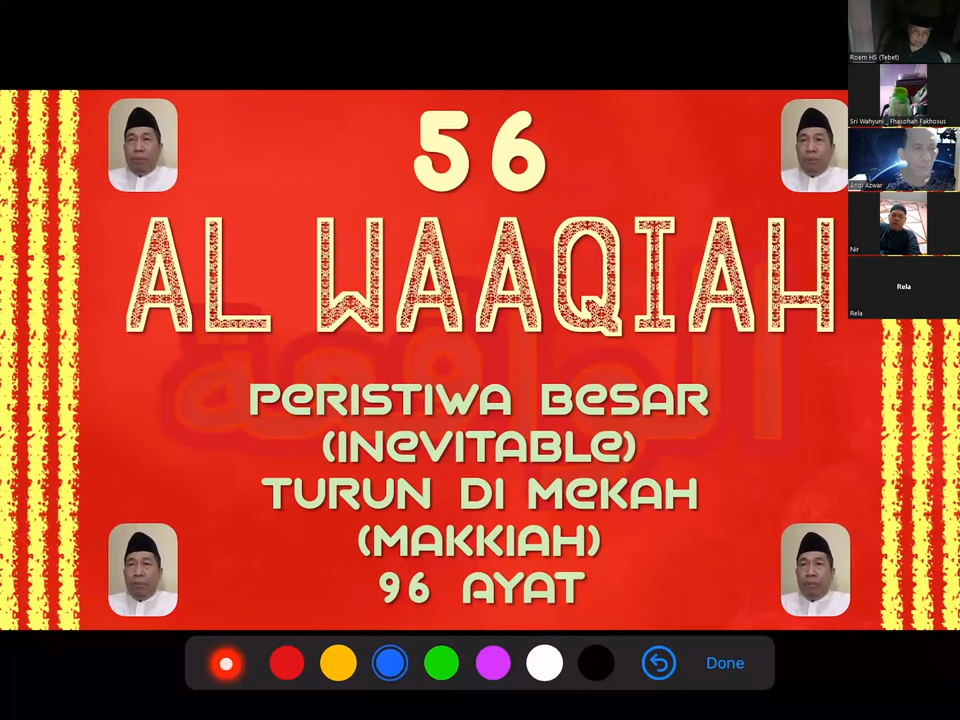 56
AL WAAQIAH
الواقعة
PERISTIWA BESAR
(INEVITABLE)
TURUN DI MEKAH
(MAKKIAH)
96 AYAT
Roem HS (Tebet)
Sri Wahyuni _ Fhasohah Fakhosus
Andi Azwar
Nir
Rela
Rela
Done